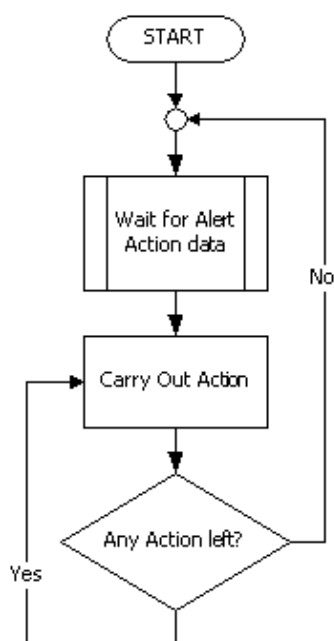 START
Wait for Alert
Action data
No
Carry Out Action
Any Action left?
Yes